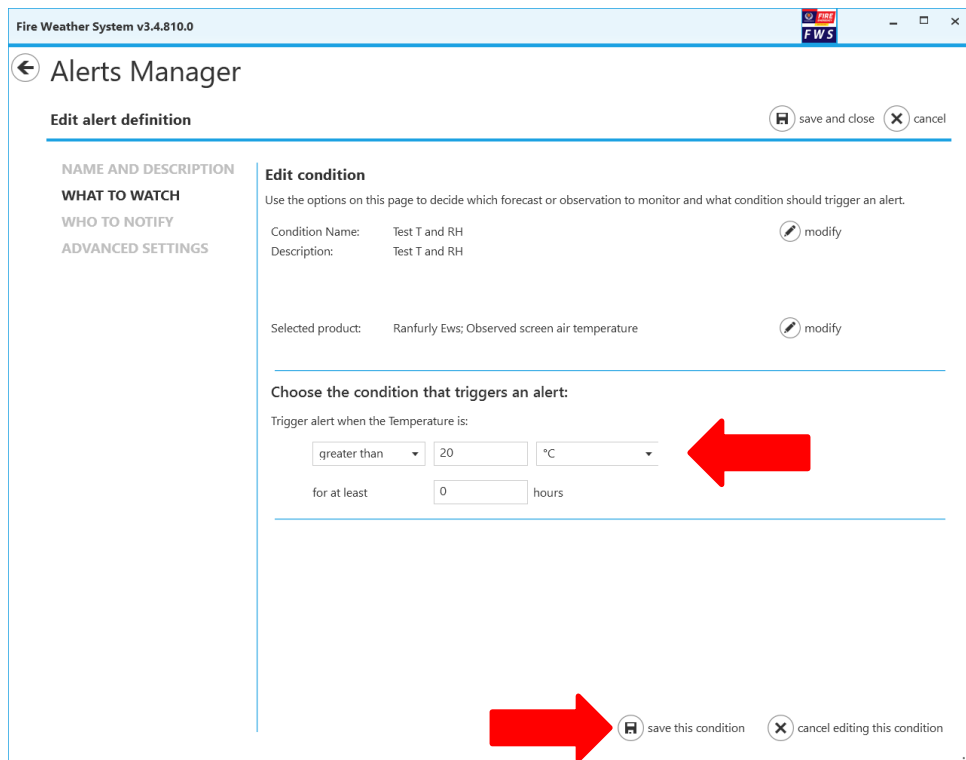 Fire Weather System v3.4.810.0
FIRE
FWS
Alerts Manager
Edit alert definition
save and close
cancel
NAME AND DESCRIPTION
WHAT TO WATCH
WHO TO NOTIFY
ADVANCED SETTINGS
Edit condition
Use the options on this page to decide which forecast or observation to monitor and what condition should trigger an alert.
Condition Name: Test T and RH
modify
Description: Test T and RH
Selected product: Ranfurly Ews; Observed screen air temperature
modify
Choose the condition that triggers an alert:
Trigger alert when the Temperature is:
greater than 20 °C
for at least 0 hours
save this condition
cancel editing this condition